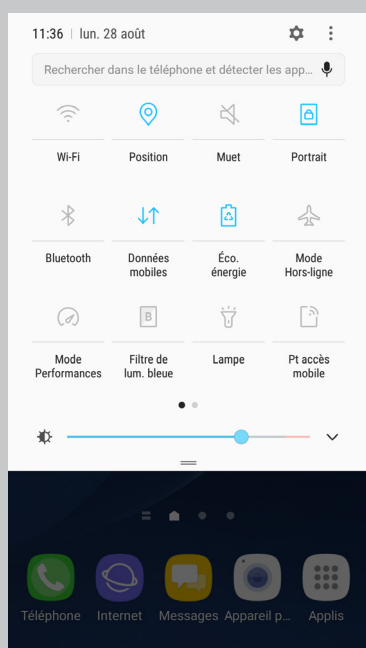 11:36 | lun. 28 août
Rechercher dans le téléphone et détecter les app...
Wi-Fi Position Muet Portrait
Bluetooth Données mobiles Éco. énergie Mode Hors-ligne
B
Mode Performances Filtre de lum. bleue Lampe Pt accès mobile
Téléphone Internet Messages Appareil p... Applis